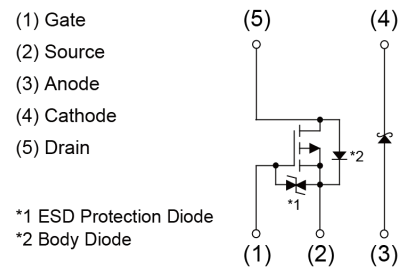 (1) Gate
(2) Source
(3) Anode
(4) Cathode
(5) Drain
*1 ESD Protection Diode
*2 Body Diode
(5) (4)
*2
*1
(1) (2) (3)